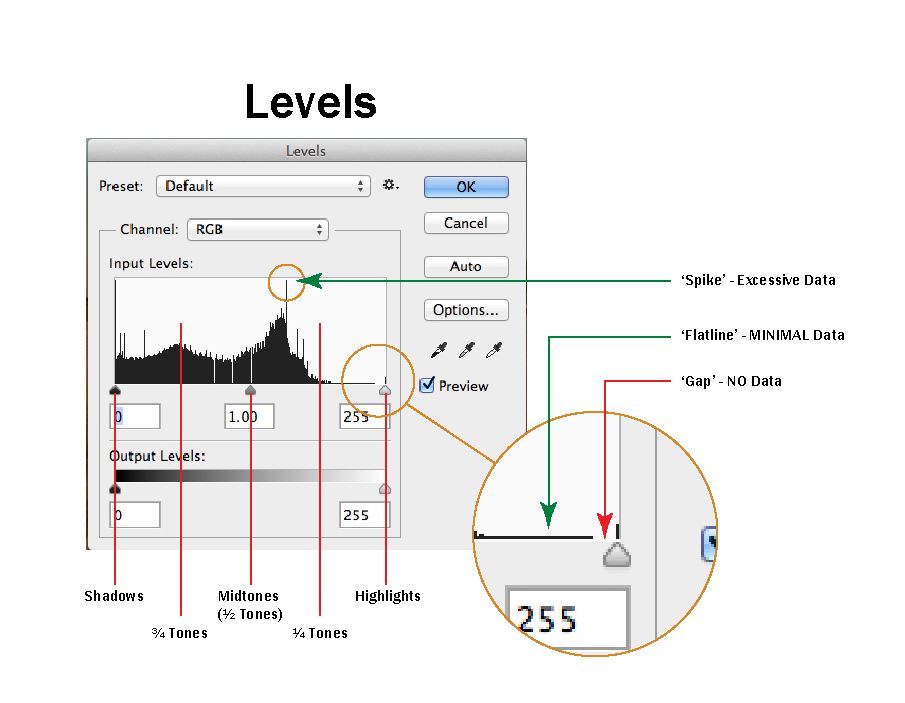 Levels
Levels
Preset: Default
OK
Channel: RGB
Cancel
Input Levels:
Auto
‘Spike’ - Excessive Data
Options...
‘Flatline’ - MINIMAL Data
‘Gap’ - NO Data
Preview
0
1.00
255
Output Levels:
0
255
Shadows
Midtones
(½ Tones)
Highlights
¾ Tones
¼ Tones
255